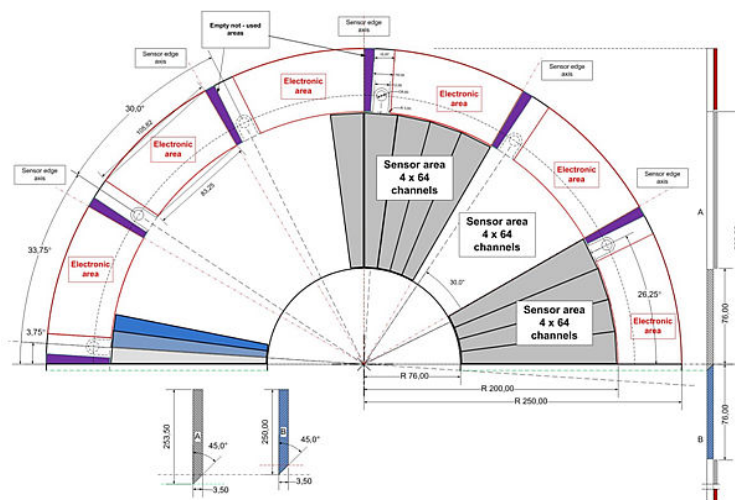 Sensor edge
axis
Empty not - used
areas
Sensor edge
axis
Electronic
area
Electronic
area
Sensor edge
axis
30,0°
105,82
Electronic
area
Sensor area
4 x 64
channels
Electronic
area
Sensor edge
axis
83,25
Sensor edge
axis
Sensor area
4 x 64
channels
A
33,75°
Electronic
area
30,0°
Sensor area
4 x 64
channels
26,25°
Electronic
area
3,75°
76,00
R 76,00
R 200,00
R 250,00
76,00
253,50
A
45,0°
3,50
250,00
B
45,0°
3,50
B